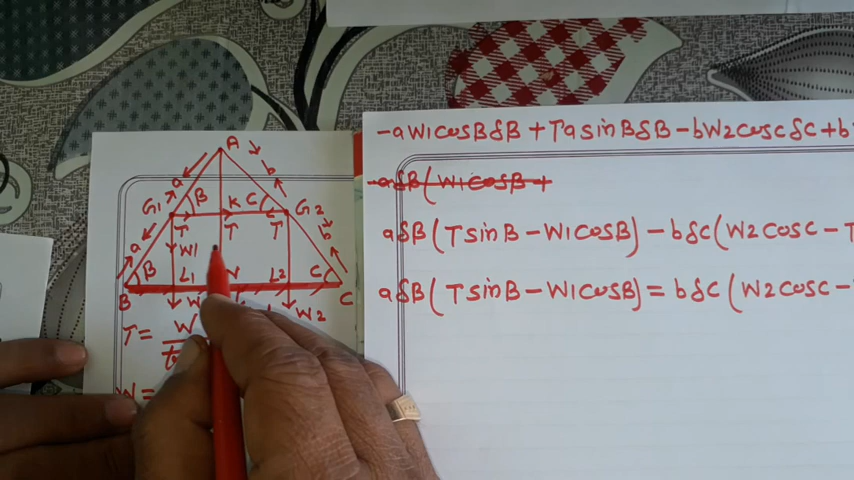 A
a b
G1 B K C G2
T T T
a W1 b
B L1 W L2 C
B C
W2
T = W
W =
-aW1cosBδB + TasinBδB - bW2cosCδC + b
-aδB(W1cosB +
aδB(TsinB - W1cosB) - bδC(W2cosC - T
aδB(TsinB - W1cosB) = bδC(W2cosC -